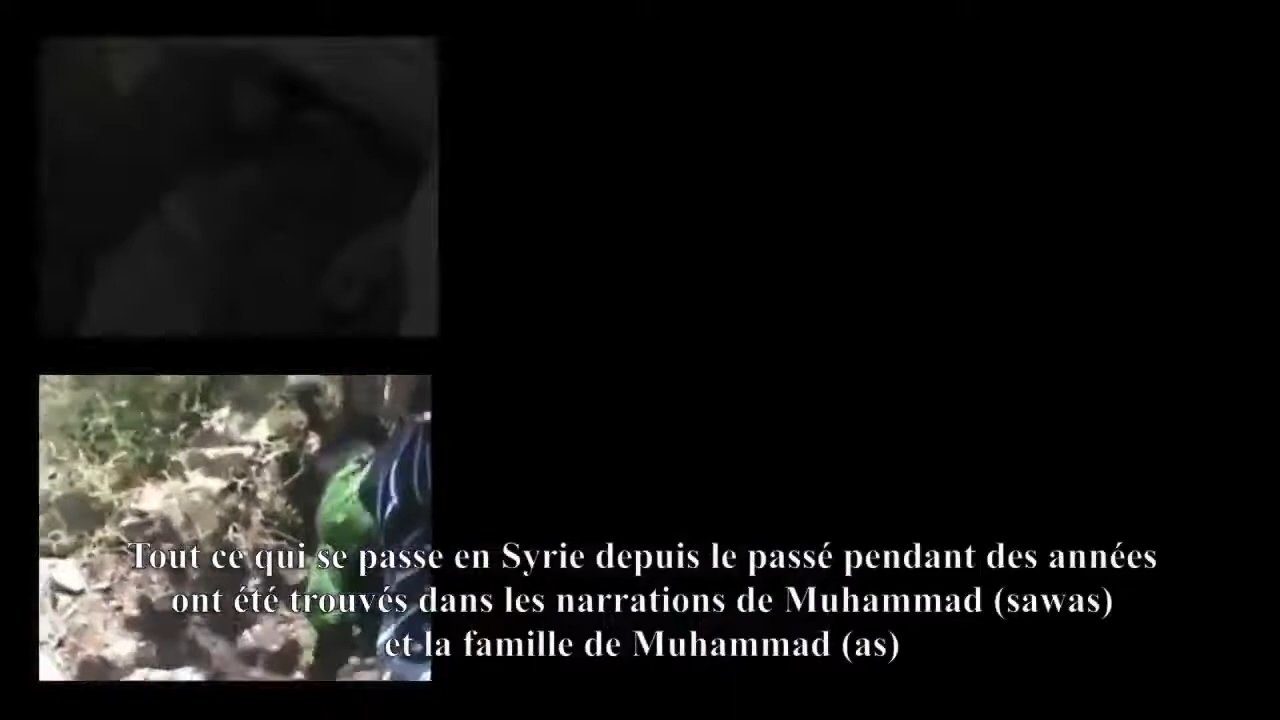 Tout ce qui se passe en Syrie depuis le passé pendant des années
ont été trouvés dans les narrations de Muhammad (sawas)
et la famille de Muhammad (as)